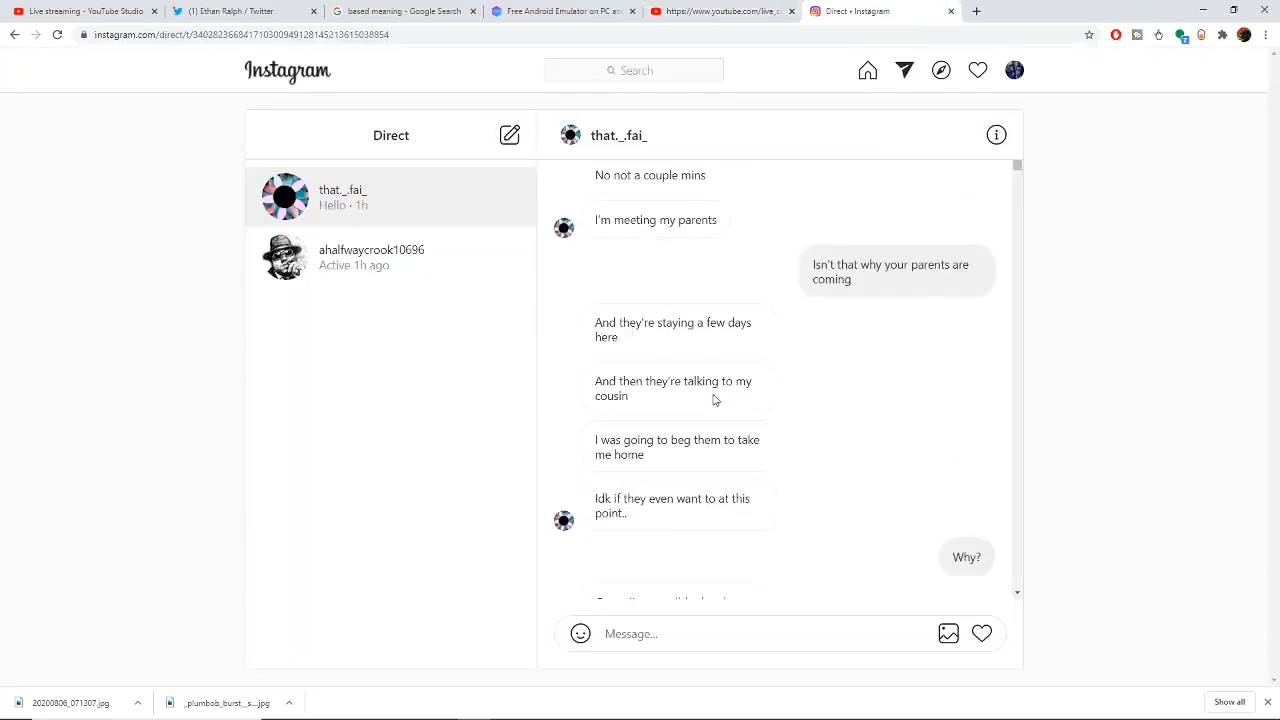 Live streaming - YouTube Studio
(1) Ethan Ralph / Twitter
based meaning - Google Search
Free Android Emulator on PC and
https://www.youtube.com/live_c
Direct • Instagram
instagram.com/direct/t/340282366841710300949128145213615038854
Instagram
Search
Direct
that._.fai_
that._.fai_
Hello · 1h
ahalfwaycrook10696
Active 1h ago
No not a couple mins
I'm meeting my parents
Isn't that why your parents are
coming
And they're staying a few days
here
And then they're talking to my
cousin
I was going to beg them to take
me home
Idk if they even want to at this
point..
Why?
Message...
20200806_071307.jpg
_plumbob_burst__s....jpg
Show all